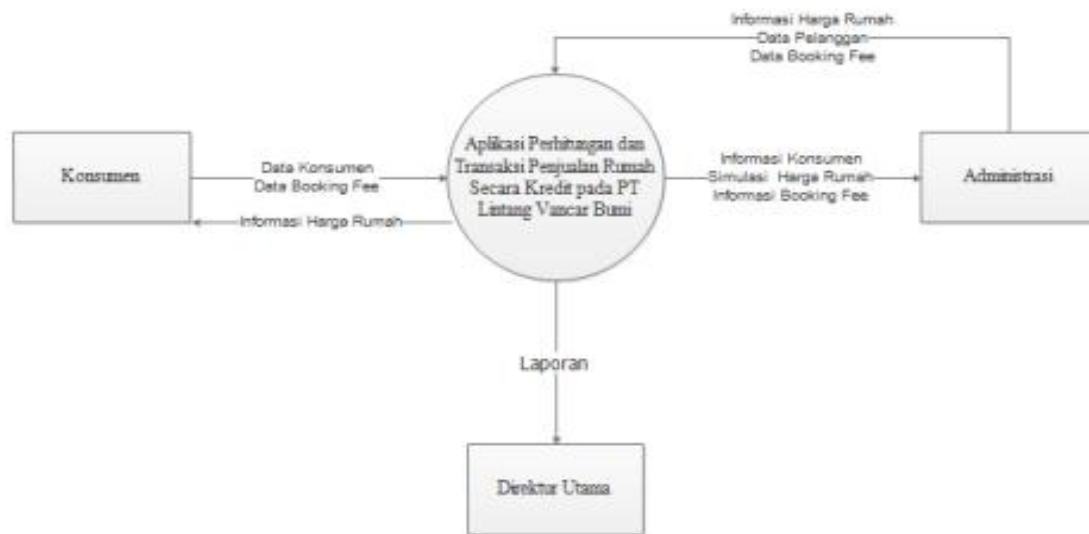 Informasi Harga Rumah
Data Pelanggan
Data Booking Fee
Konsumen
Data Konsumen
Data Booking Fee
Informasi Harga Rumah
Aplikasi Perhitungan dan
Transaksi Penjualan Rumah
Secara Kredit pada PT
Lintang Vancar Bumi
Informasi Konsumen
Simulasi Harga Rumah
Informasi Booking Fee
Administrasi
Laporan
Direktur Utama